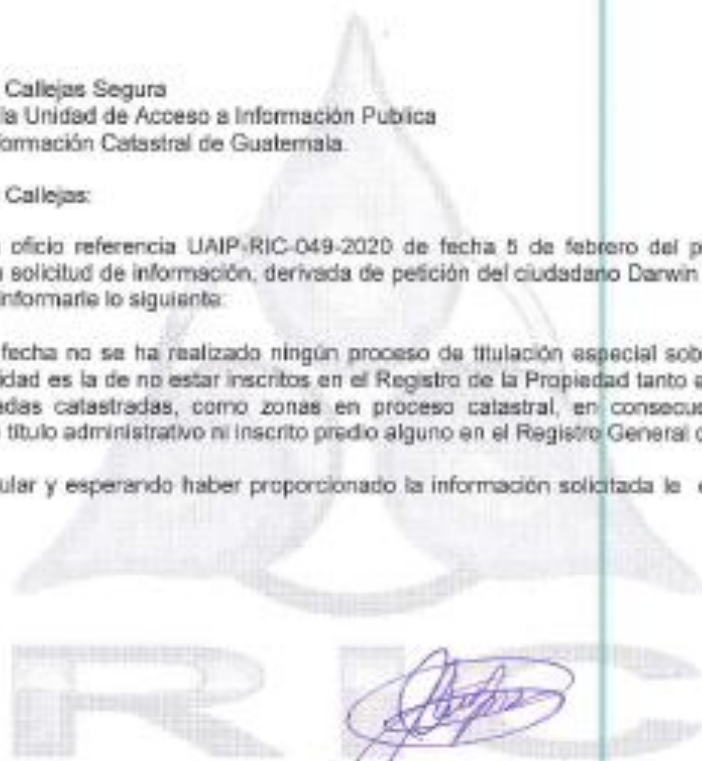 Callejas Segura
la Unidad de Acceso a Información Publica
formación Catastral de Guatemala.
Callejas:
oficio referencia UAIP-RIC-049-2020 de fecha 5 de febrero del p
solicitud de información, derivada de petición del ciudadano Darwin
informarle lo siguiente:
fecha no se ha realizado ningún proceso de titulación especial sob
idad es la de no estar inscritos en el Registro de la Propiedad tanto e
adas catastradas, como zonas en proceso catastral, en consecue
título administrativo ni inscrito predio alguno en el Registro General d
ular y esperando haber proporcionado la información solicitada le e
RIC